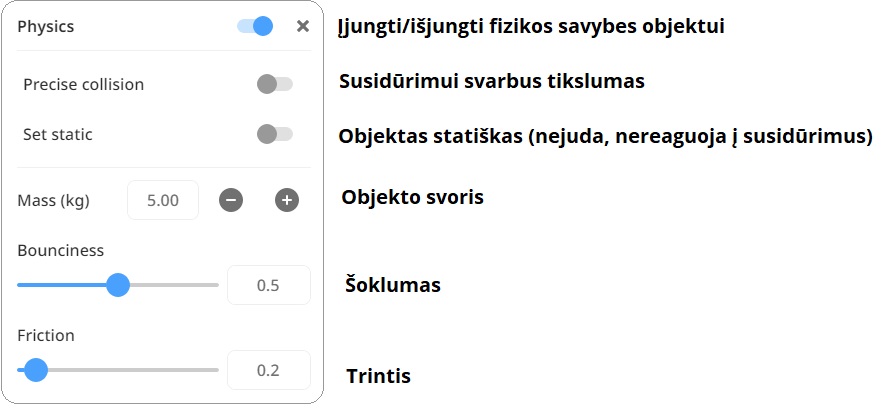 Physics Įjungti/išjungti fizikos savybes objektui
Precise collision Susidūrimui svarbus tikslumas
Set static Objektas statiškas (nejuda, nereaguoja į susidūrimus)
Mass (kg) 5.00 Objekto svoris
Bounciness
0.5 Šoklumas
Friction
0.2 Trintis